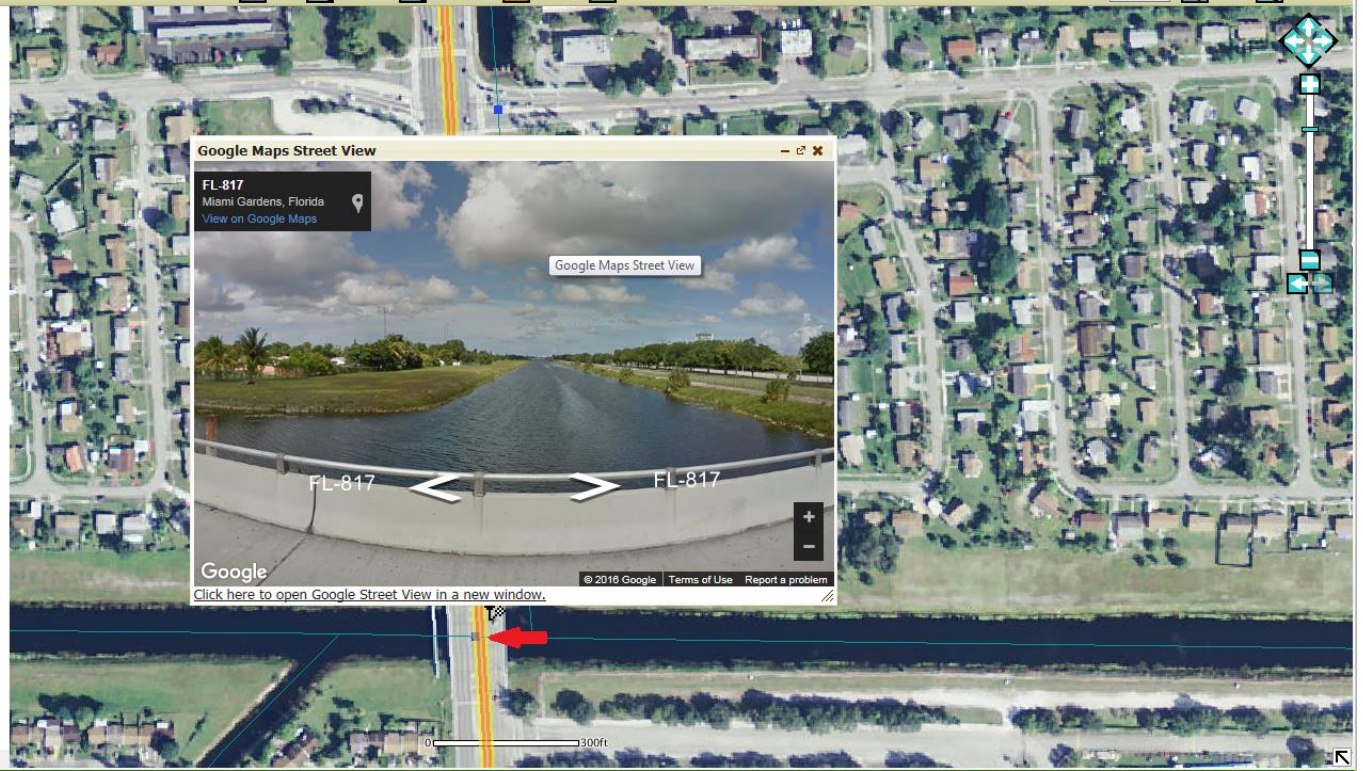 Google Maps Street View
FL-817
Miami Gardens, Florida
View on Google Maps
Google Maps Street View
FL-817
FL-817
+
−
Google
© 2016 Google
Terms of Use
Report a problem
Click here to open Google Street View in a new window.
0
300ft